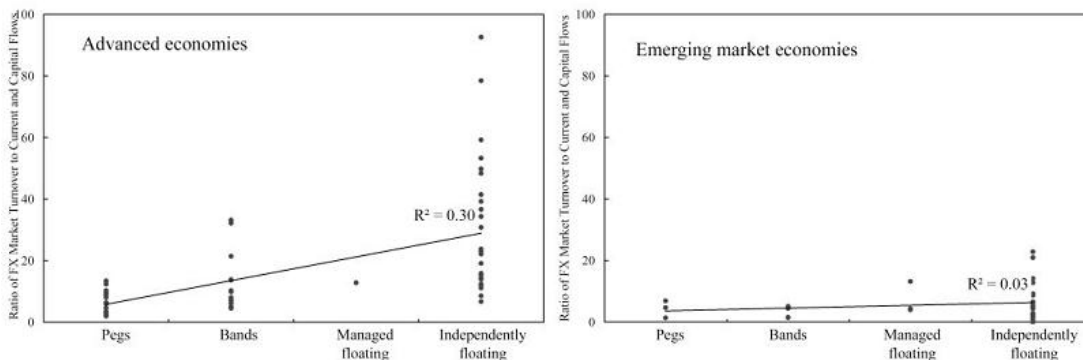 Ratio of FX Market Turnover to Current and Capital Flows
100
80
60
40
20
0
Advanced economies
R² = 0.30
Pegs
Bands
Managed
floating
Independently
floating
Ratio of FX Market Turnover to Current and Capital Flows
100
80
60
40
20
0
Emerging market economies
R² = 0.03
Pegs
Bands
Managed
floating
Independently
floating